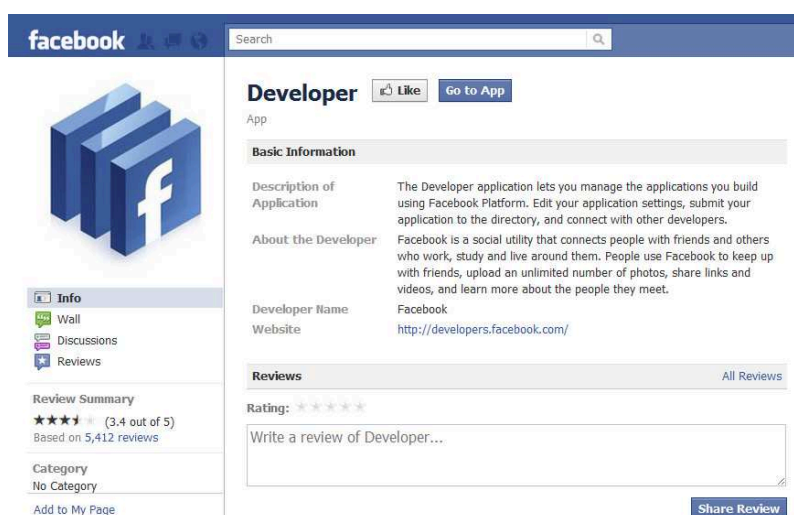 facebook
Search
Developer
Like
Go to App
App
Basic Information
Description of
Application
The Developer application lets you manage the applications you build
using Facebook Platform. Edit your application settings, submit your
application to the directory, and connect with other developers.
About the Developer
Facebook is a social utility that connects people with friends and others
who work, study and live around them. People use Facebook to keep up
with friends, upload an unlimited number of photos, share links and
videos, and learn more about the people they meet.
Developer Name
Facebook
Website
http://developers.facebook.com/
Info
Wall
Discussions
Reviews
Review Summary
(3.4 out of 5)
Based on 5,412 reviews
Category
No Category
Add to My Page
Reviews
All Reviews
Rating:
Write a review of Developer...
Share Review